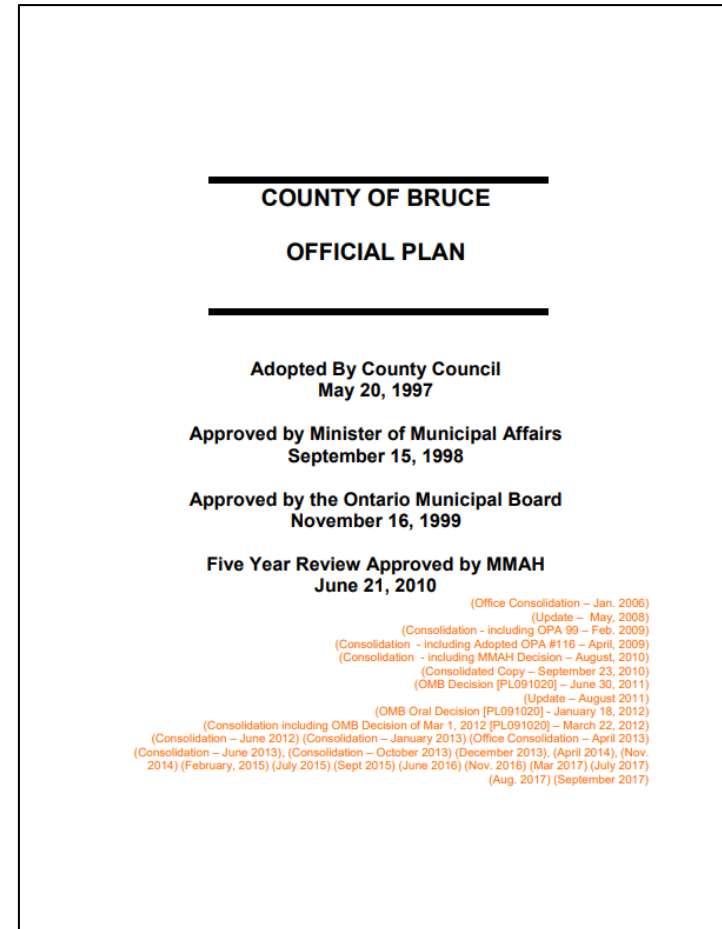 COUNTY OF BRUCE
OFFICIAL PLAN
Adopted By County Council
May 20, 1997
Approved by Minister of Municipal Affairs
September 15, 1998
Approved by the Ontario Municipal Board
November 16, 1999
Five Year Review Approved by MMAH
June 21, 2010
(Office Consolidation – Jan. 2006)
(Update – May, 2008)
(Consolidation - including OPA 99 – Feb. 2009)
(Consolidation - including Adopted OPA #116 – April, 2009)
(Consolidation - including MMAH Decision – August, 2010)
(Consolidated Copy – September 23, 2010)
(OMB Decision [PL091020] – June 30, 2011)
(Update – August 2011)
(OMB Oral Decision [PL091020] - January 18, 2012)
(Consolidation including OMB Decision of Mar 1, 2012 [PL091020] – March 22, 2012)
(Consolidation – June 2012) (Consolidation – January 2013) (Office Consolidation – April 2013)
(Consolidation – June 2013), (Consolidation – October 2013) (December 2013), (April 2014), (Nov.
2014) (February, 2015) (July 2015) (Sept 2015) (June 2016) (Nov. 2016) (Mar 2017) (July 2017)
(Aug. 2017) (September 2017)